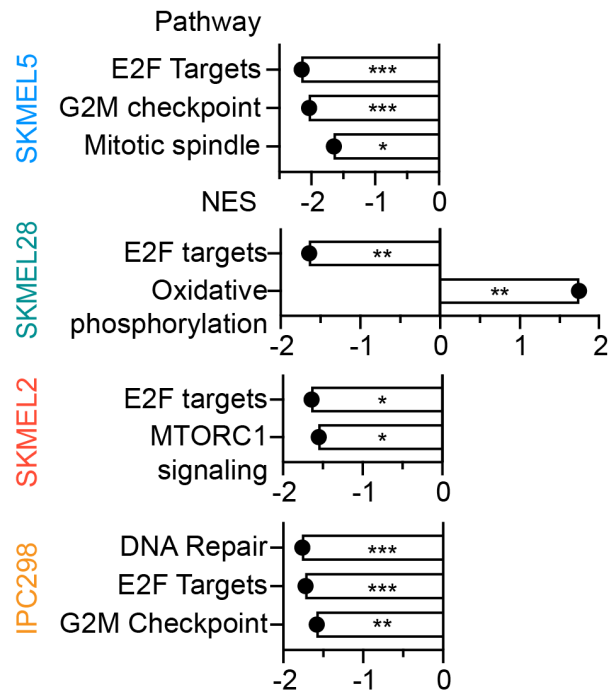 Pathway
SKMEL5
E2F Targets
***
G2M checkpoint
***
Mitotic spindle
*
NES
-2 -1 0
SKMEL28
E2F targets
**
Oxidative
phosphorylation
**
-2 -1 0 1 2
SKMEL2
E2F targets
*
MTORC1
signaling
*
-2 -1 0
IPC298
DNA Repair
***
E2F Targets
***
G2M Checkpoint
**
-2 -1 0